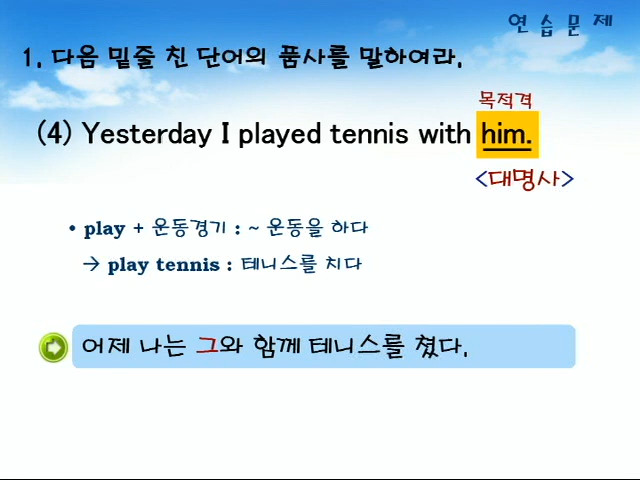 연 습 문 제
1. 다음 밑줄 친 단어의 품사를 말하여라.
목적격
(4) Yesterday I played tennis with him.
<대명사>
• play + 운동경기 : ~ 운동을 하다
→ play tennis : 테니스를 치다
어제 나는 그와 함께 테니스를 쳤다.